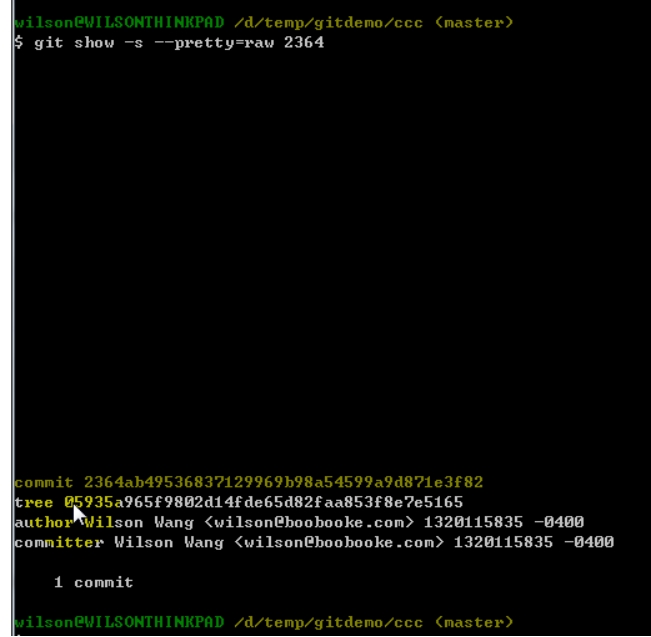 wilson@WILSONTHINKPAD /d/temp/gitdemo/ccc (master)
$ git show -s --pretty=raw 2364
commit 2364ab49536837129969b98a54599a9d871e3f82
tree 05935a965f9802d14fde65d82faa853f8e7e5165
author Wilson Wang <wilson@boobooke.com> 1320115835 -0400
committer Wilson Wang <wilson@boobooke.com> 1320115835 -0400
1 commit
wilson@WILSONTHINKPAD /d/temp/gitdemo/ccc (master)